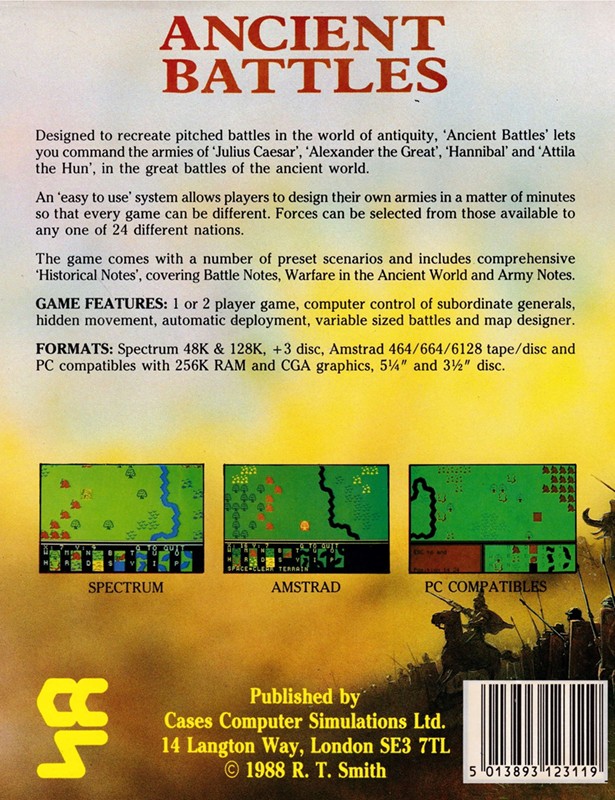 ANCIENT
BATTLES
Designed to recreate pitched battles in the world of antiquity, 'Ancient Battles' lets
you command the armies of 'Julius Caesar', 'Alexander the Great', 'Hannibal' and 'Attila
the Hun', in the great battles of the ancient world.
An 'easy to use' system allows players to design their own armies in a matter of minutes
so that every game can be different. Forces can be selected from those available to
any one of 24 different nations.
The game comes with a number of preset scenarios and includes comprehensive
'Historical Notes', covering Battle Notes, Warfare in the Ancient World and Army Notes.
GAME FEATURES: 1 or 2 player game, computer control of subordinate generals,
hidden movement, automatic deployment, variable sized battles and map designer.
FORMATS: Spectrum 48K & 128K, +3 disc, Amstrad 464/664/6128 tape/disc and
PC compatibles with 256K RAM and CGA graphics, 5¼" and 3½" disc.
Q TO QUIT
SPACE-CLEAR TERRAIN
ESC to end
SPECTRUM
AMSTRAD
PC COMPATIBLES
Published by
Cases Computer Simulations Ltd.
14 Langton Way, London SE3 7TL
© 1988 R. T. Smith
5 013893 123119